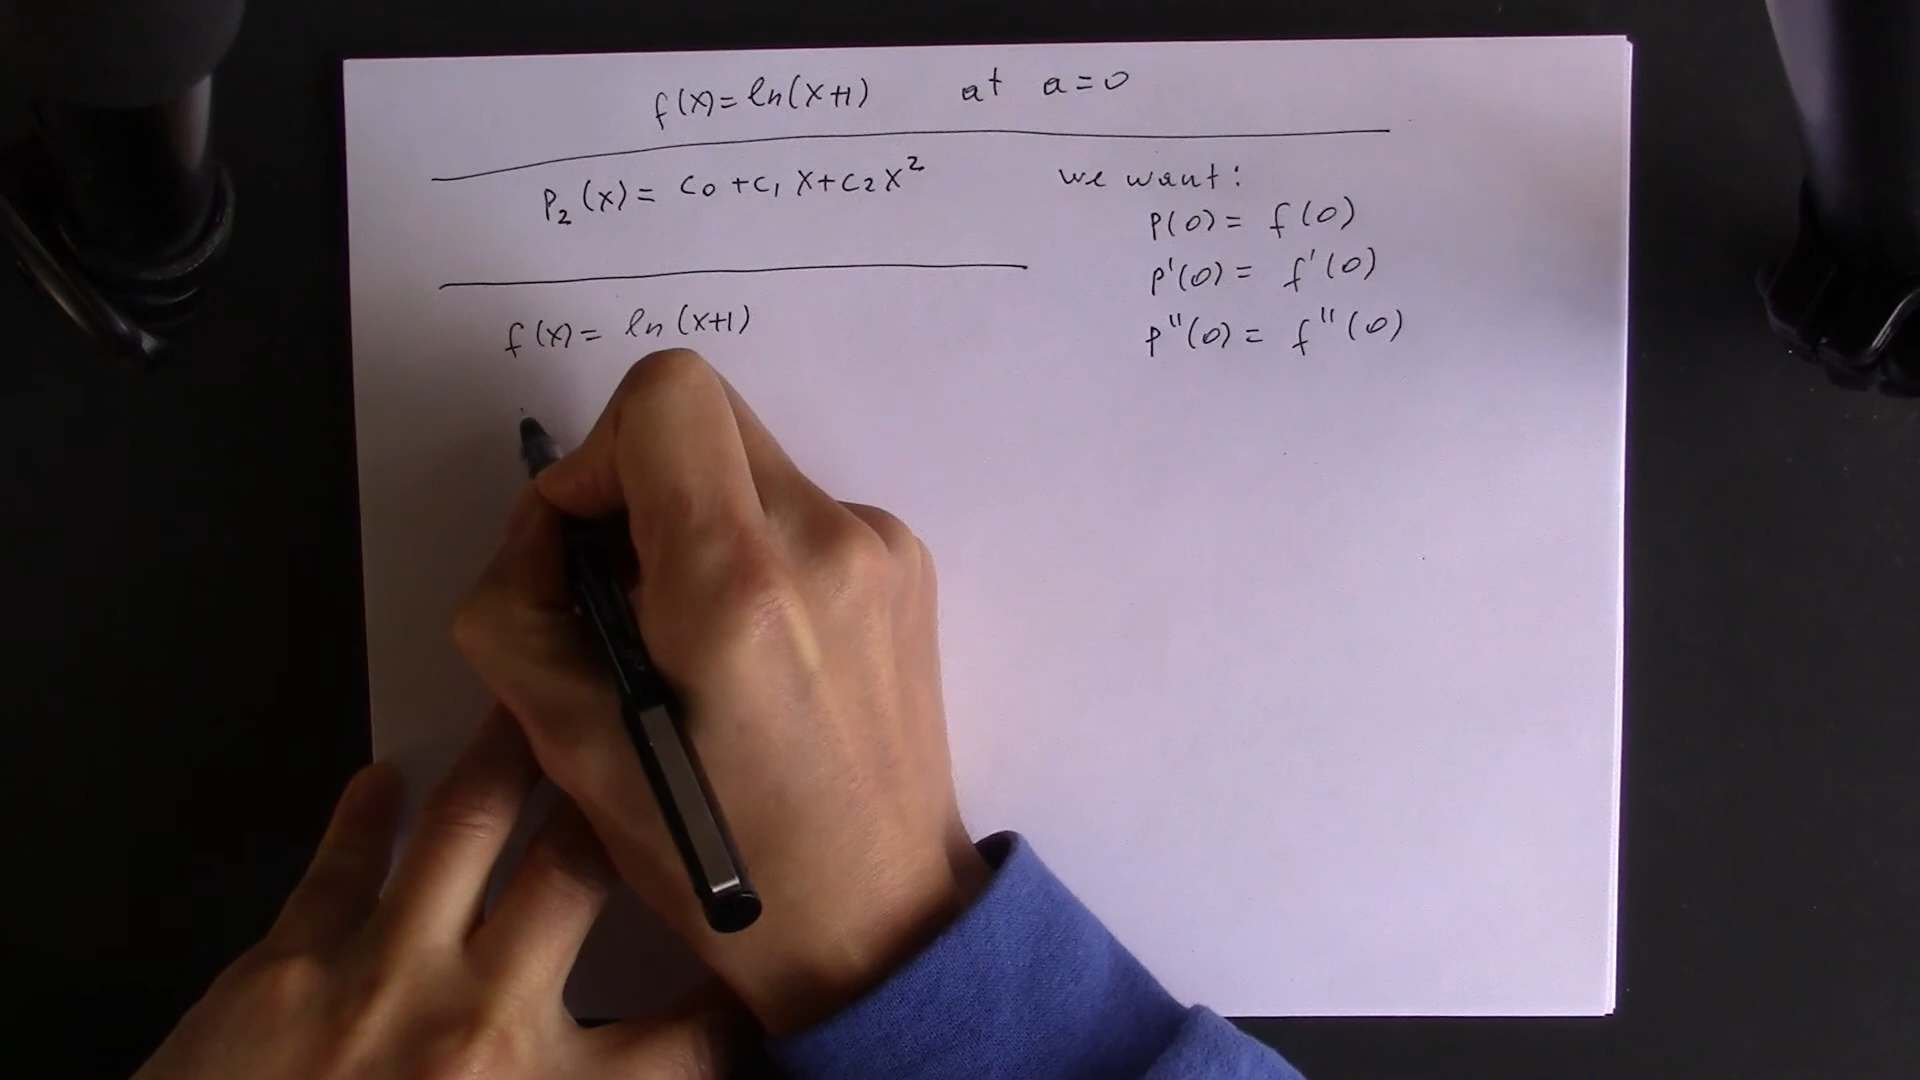 f(x) = ln(x+1) at a=0
P₂(x) = c₀ + c₁ x + c₂ x²
we want:
P(0) = f(0)
P'(0) = f'(0)
P''(0) = f''(0)
f(x) = ln(x+1)